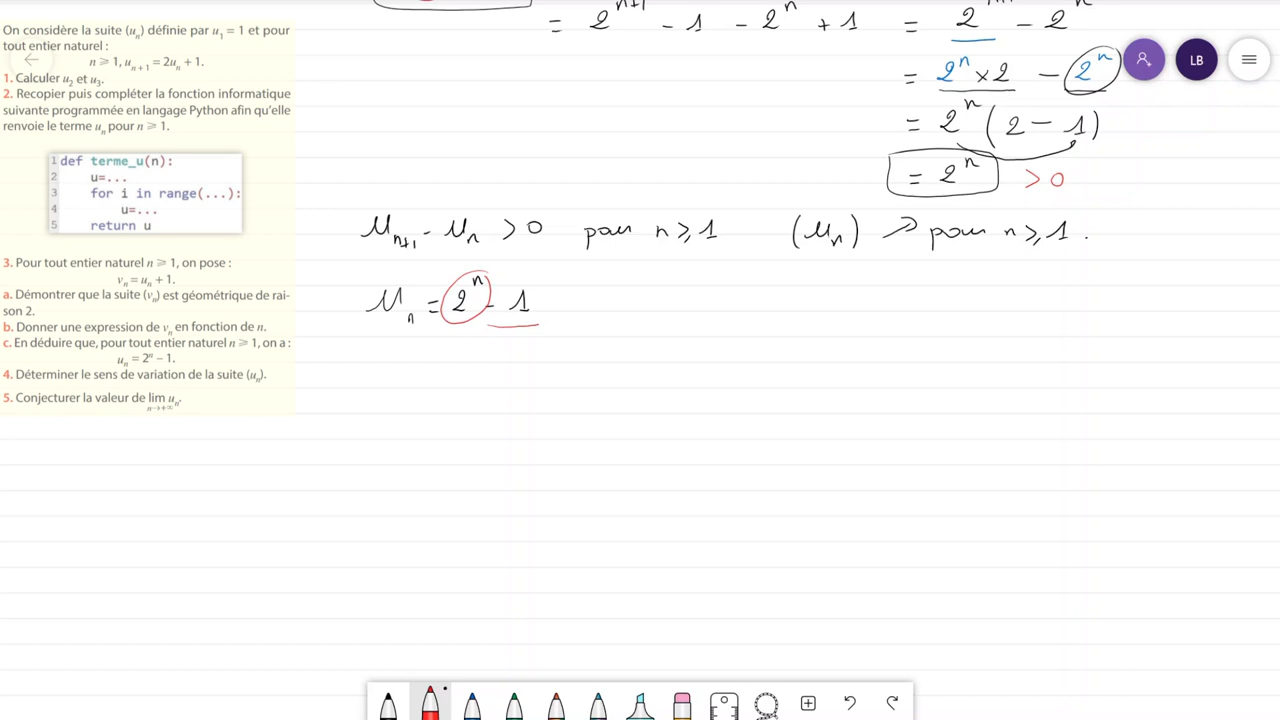 On considère la suite (uₙ) définie par u₁ = 1 et pour
tout entier naturel :
n ⩾ 1, uₙ₊₁ = 2uₙ + 1.
1. Calculer u₂ et u₃.
2. Recopier puis compléter la fonction informatique
suivante programmée en langage Python afin qu'elle
renvoie le terme uₙ pour n ⩾ 1.
1 def terme_u(n):
2 u=...
3 for i in range(...):
4 u=...
5 return u
3. Pour tout entier naturel n ⩾ 1, on pose :
vₙ = uₙ + 1.
a. Démontrer que la suite (vₙ) est géométrique de rai-
son 2.
b. Donner une expression de vₙ en fonction de n.
c. En déduire que, pour tout entier naturel n ⩾ 1, on a :
uₙ = 2ⁿ – 1.
4. Déterminer le sens de variation de la suite (uₙ).
5. Conjecturer la valeur de lim uₙ.
n→+∞
= 2ⁿ⁺¹ - 1 - 2ⁿ + 1 = 2 - 2ⁿ
= 2ⁿ × 2 - 2ⁿ
= 2ⁿ (2 - 1)
= 2ⁿ > 0
uₙ₊₁ - uₙ > 0 pour n ⩾ 1 (uₙ) ↗ pour n ⩾ 1.
uₙ = 2ⁿ - 1
LB